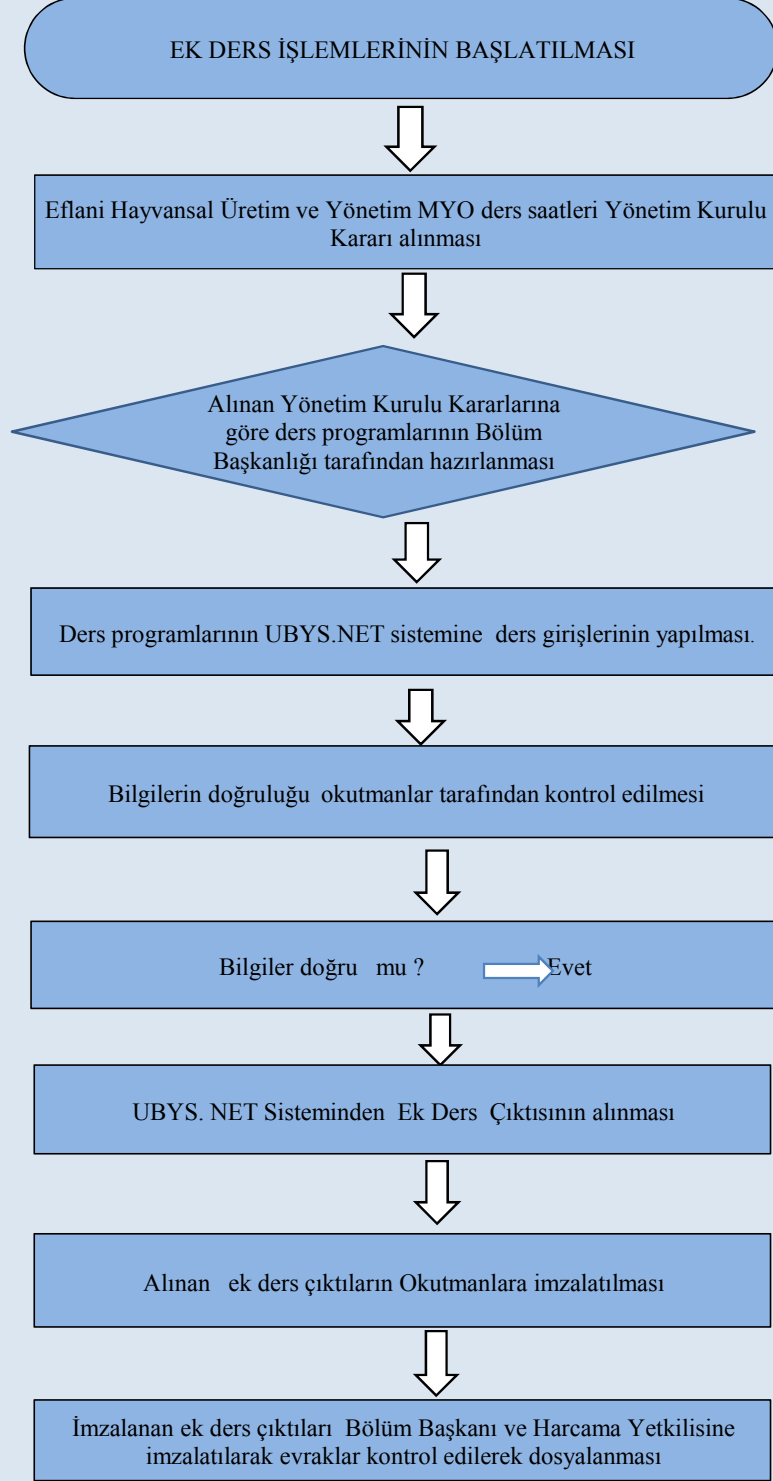 EK DERS İŞLEMLERİNİN BAŞLATILMASI
Eflani Hayvansal Üretim ve Yönetim MYO ders saatleri Yönetim Kurulu
Kararı alınması
Alınan Yönetim Kurulu Kararlarına
göre ders programlarının Bölüm
Başkanlığı tarafından hazırlanması
Ders programlarının UBYS.NET sistemine ders girişlerinin yapılması.
Bilgilerin doğruluğu okutmanlar tarafından kontrol edilmesi
Bilgiler doğru mu ? Evet
UBYS. NET Sisteminden Ek Ders Çıktısının alınması
Alınan ek ders çıktıların Okutmanlara imzalatılması
İmzalanan ek ders çıktıları Bölüm Başkanı ve Harcama Yetkilisine
imzalatılarak evraklar kontrol edilerek dosyalanması